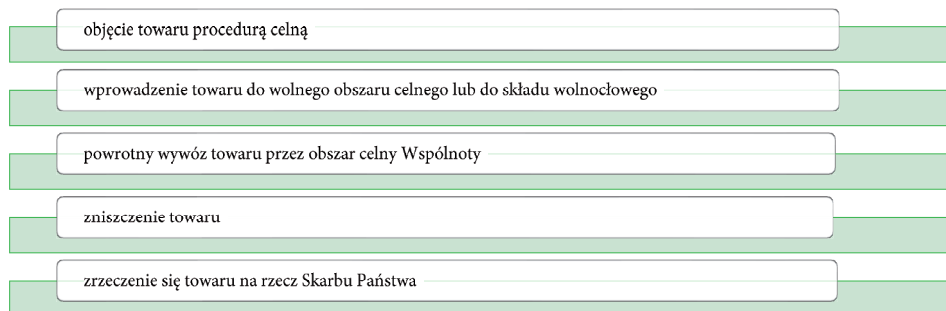 objęcie towaru procedurą celną
wprowadzenie towaru do wolnego obszaru celnego lub do składu wolnocłowego
powrotny wywóz towaru przez obszar celny Wspólnoty
zniszczenie towaru
zrzeczenie się towaru na rzecz Skarbu Państwa